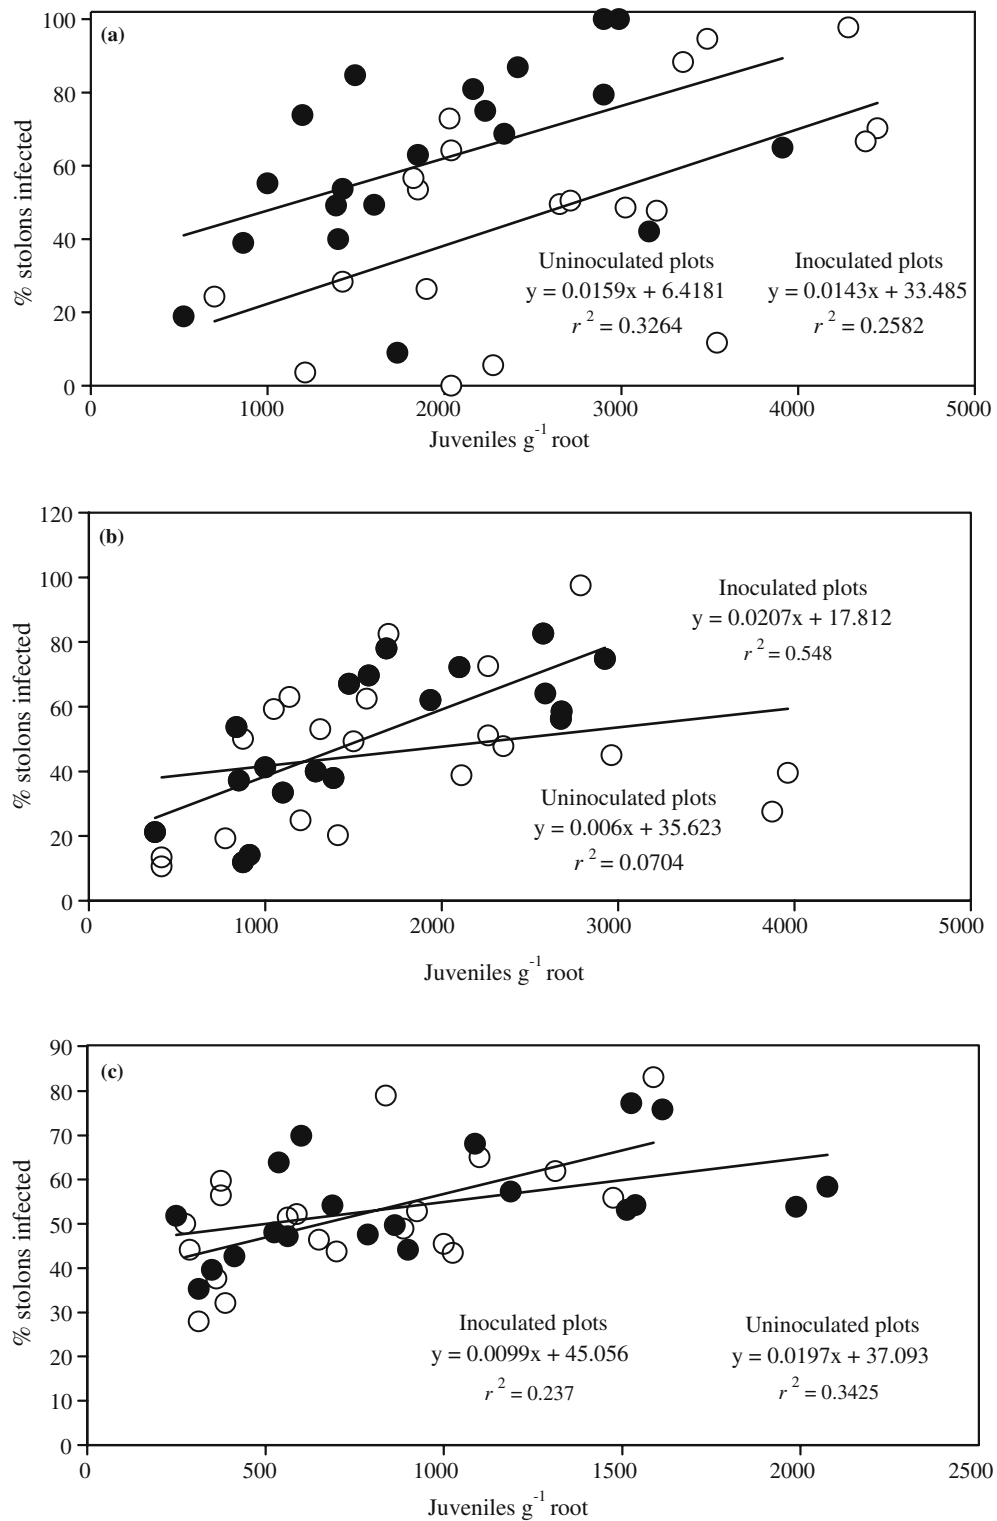 (a)
100
80
60
40
20
0
% stolons infected
Uninoculated plots
y = 0.0159x + 6.4181
r² = 0.3264
Inoculated plots
y = 0.0143x + 33.485
r² = 0.2582
0 1000 2000 3000 4000 5000
Juveniles g⁻¹ root
(b)
120
100
80
60
40
20
0
% stolons infected
Inoculated plots
y = 0.0207x + 17.812
r² = 0.548
Uninoculated plots
y = 0.006x + 35.623
r² = 0.0704
0 1000 2000 3000 4000 5000
Juveniles g⁻¹ root
(c)
90
80
70
60
50
40
30
20
10
0
% stolons infected
Inoculated plots
y = 0.0099x + 45.056
r² = 0.237
Uninoculated plots
y = 0.0197x + 37.093
r² = 0.3425
0 500 1000 1500 2000 2500
Juveniles g⁻¹ root